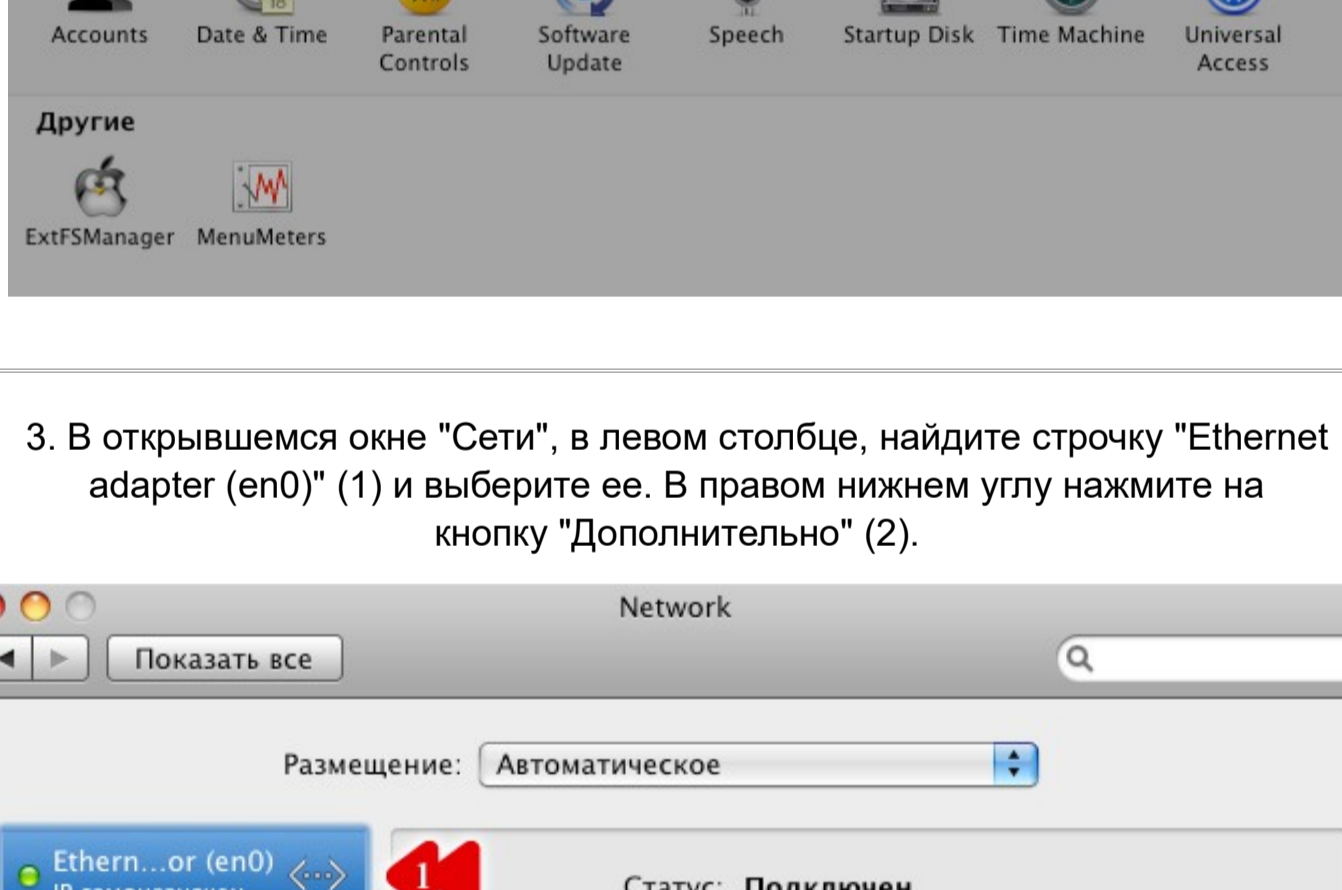 Accounts Date & Time Parental Controls Software Update Speech Startup Disk Time Machine Universal Access
Другие
ExtFSManager MenuMeters
3. В открывшемся окне "Сети", в левом столбце, найдите строчку "Ethernet
adapter (en0)" (1) и выберите ее. В правом нижнем углу нажмите на
кнопку "Дополнительно" (2).
Network
Показать все
Размещение: Автоматическое
Ethern...or (en0)
1
Статус: Подключен